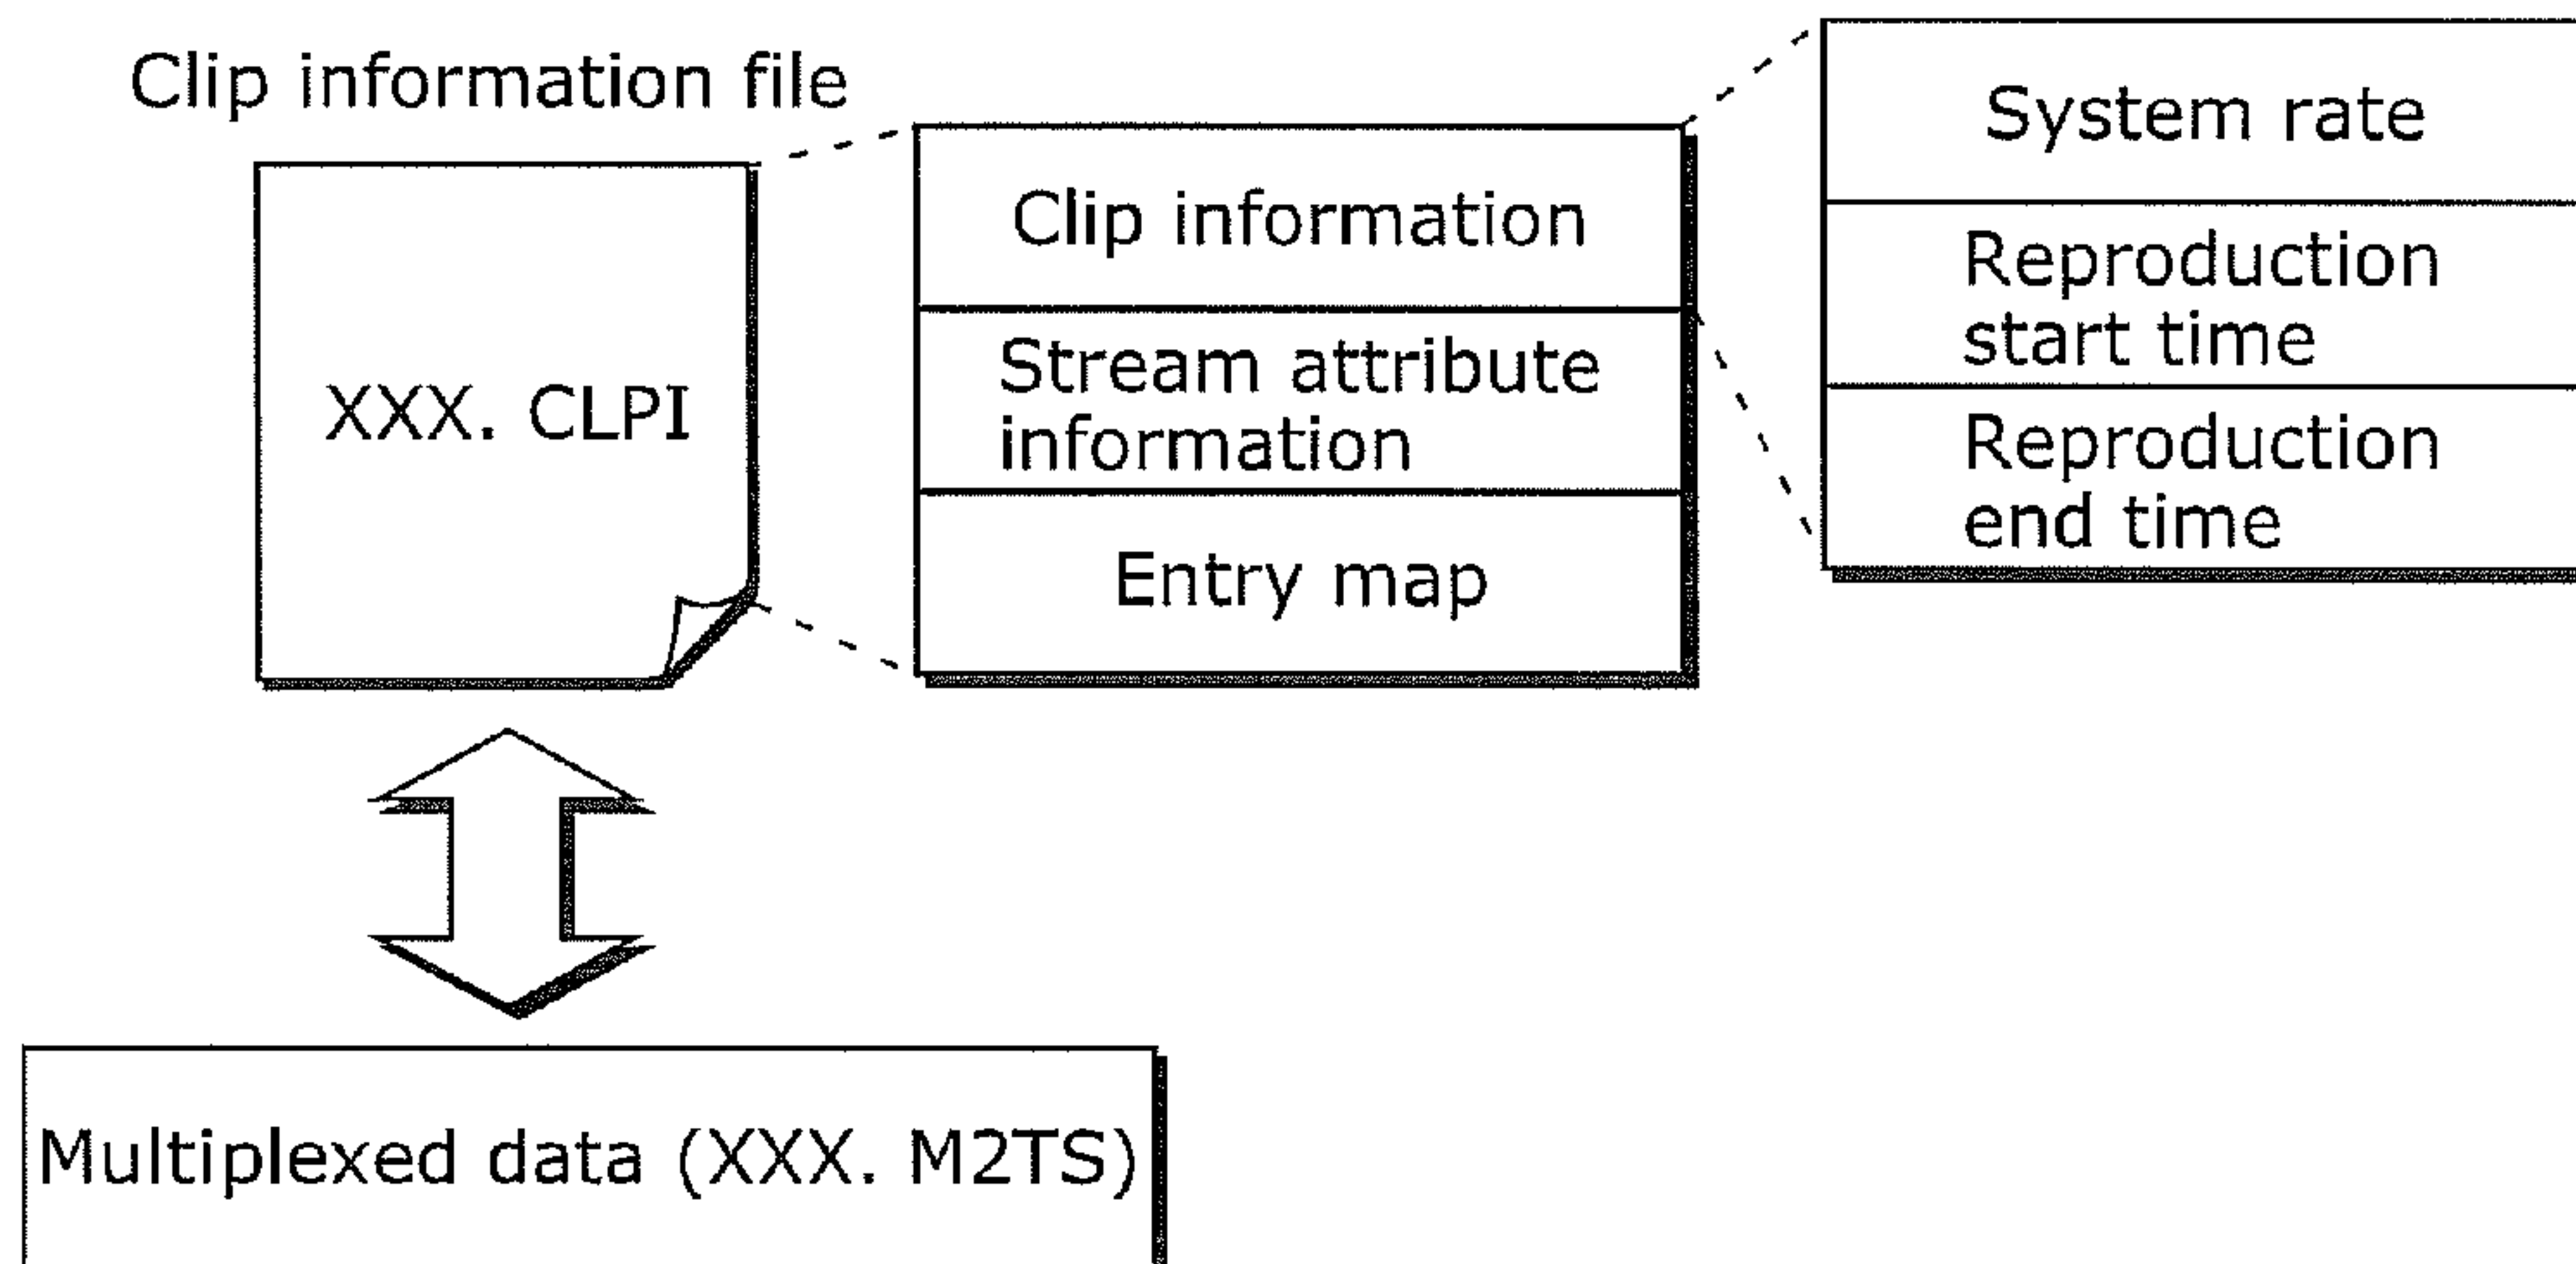 Clip information file
XXX. CLPI
Clip information
Stream attribute
information
Entry map
System rate
Reproduction
start time
Reproduction
end time
Multiplexed data (XXX. M2TS)